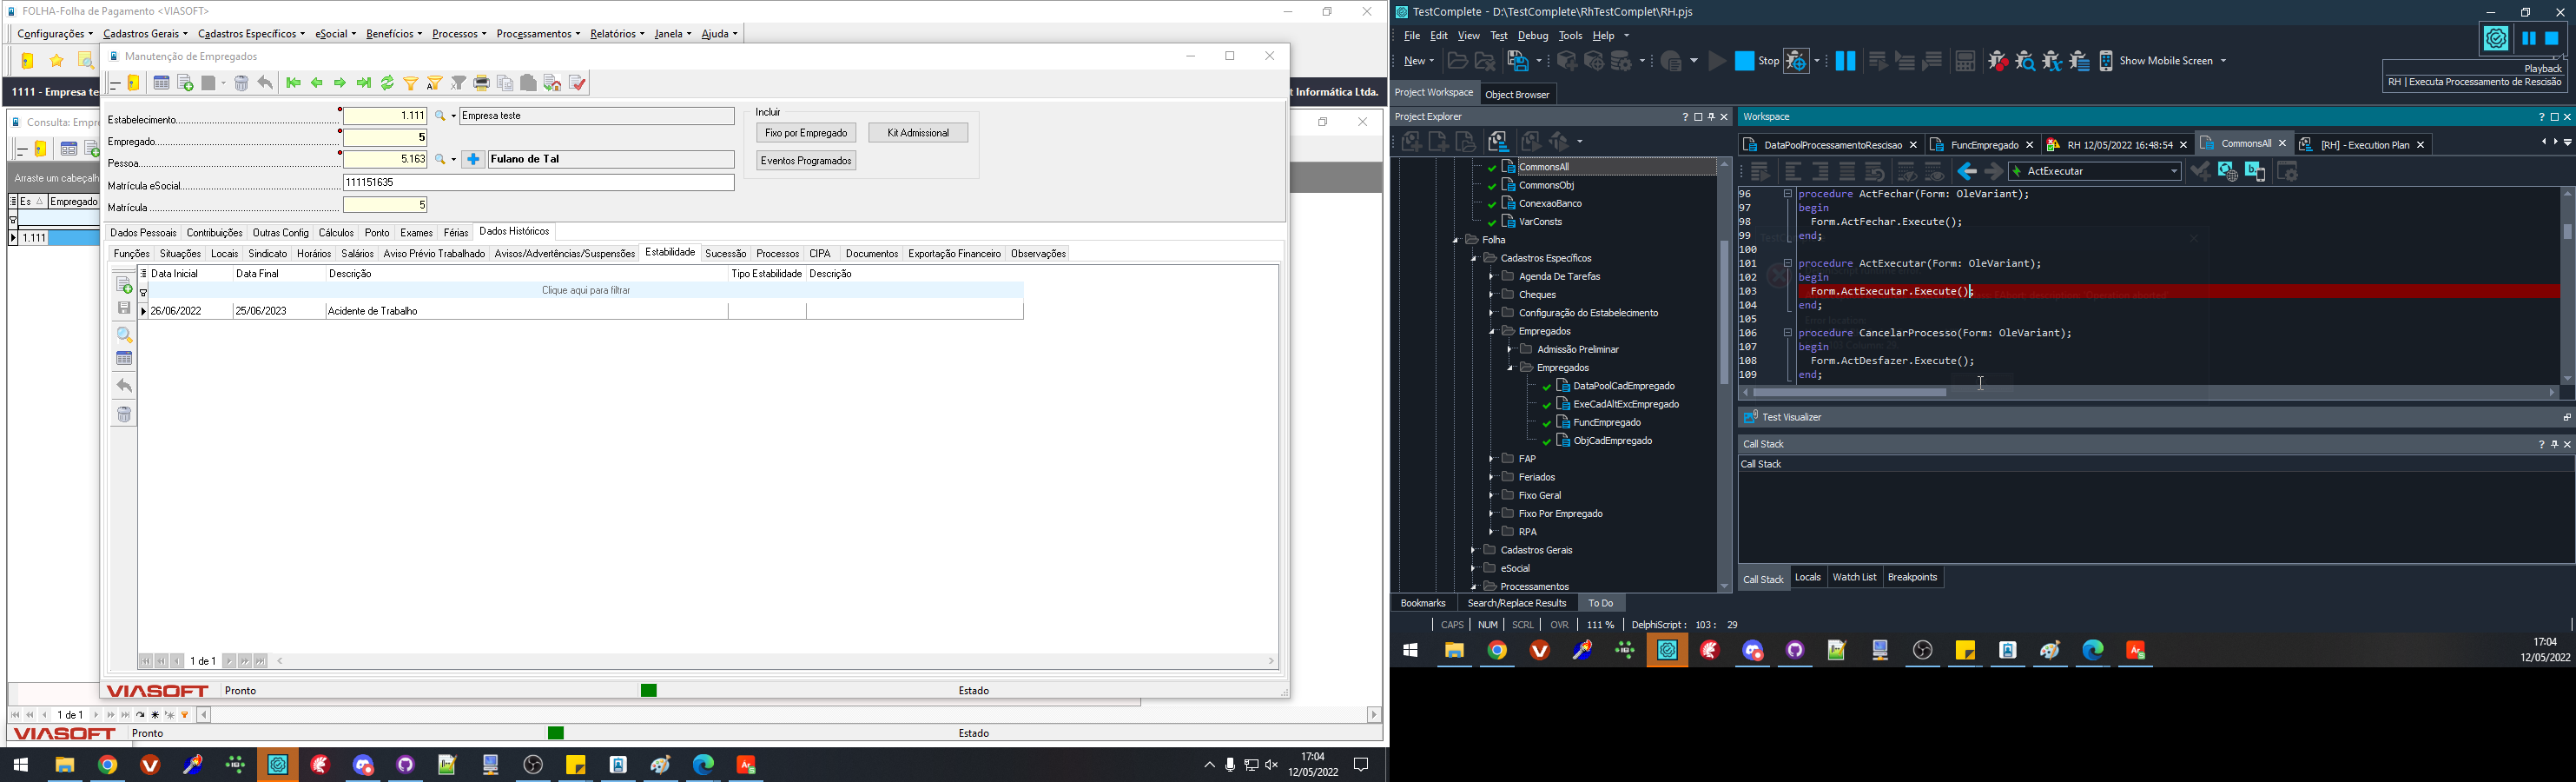 FOLHA-Folha de Pagamento <VIASOFT>
Configurações Cadastros Gerais Cadastros Específicos eSocial Benefícios Processos Processamentos Relatórios Janela Ajuda
1111 - Empresa te
t Informática Ltda.
Consulta: Empre
Arraste um cabeçalh
Es Empregado
1.111
Manutenção de Empregados
Estabelecimento 1.111 Empresa teste
Empregado 5
Pessoa 5.163 Fulano de Tal
Matrícula eSocial 111151635
Matrícula 5
Incluir
Fixo por Empregado Kit Admissional
Eventos Programados
Dados Pessoais Contribuições Outras Config Cálculos Ponto Exames Férias Dados Históricos
Funções Situações Locais Sindicato Horários Salários Aviso Prévio Trabalhado Avisos/Advertências/Suspensões Estabilidade Sucessão Processos CIPA Documentos Exportação Financeiro Observações
Data Inicial Data Final Descrição Tipo Estabilidade Descrição
Clique aqui para filtrar
26/06/2022 25/06/2023 Acidente de Trabalho
1 de 1
VIASOFT Pronto Estado
1 de 1
VIASOFT Pronto Estado
17:04
12/05/2022
TestComplete - D:\TestComplete\RhTestComplet\RH.pjs
File Edit View Test Debug Tools Help
New Stop Show Mobile Screen
Playback
RH | Executa Processamento de Rescisão
Project Workspace Object Browser
Project Explorer
CommonsAll
CommonsObj
ConexaoBanco
VarConsts
Folha
Cadastros Específicos
Agenda De Tarefas
Cheques
Configuração do Estabelecimento
Empregados
Admissão Preliminar
Empregados
DataPoolCadEmpregado
ExeCadAltExcEmpregado
FuncEmpregado
ObjCadEmpregado
FAP
Feriados
Fixo Geral
Fixo Por Empregado
RPA
Cadastros Gerais
eSocial
Processamentos
Bookmarks Search/Replace Results To Do
Workspace
DataPoolProcessamentoRescisao FuncEmpregado RH 12/05/2022 16:48:54 CommonsAll [RH] - Execution Plan
ActExecutar
96 procedure ActFechar(Form: OleVariant);
97 begin
98 Form.ActFechar.Execute();
99 end;
100
101 procedure ActExecutar(Form: OleVariant);
102 begin
103 Form.ActExecutar.Execute();
104 end;
105
106 procedure CancelarProcesso(Form: OleVariant);
107 begin
108 Form.ActDesfazer.Execute();
109 end;
Test Visualizer
Call Stack
Call Stack
Call Stack Locals Watch List Breakpoints
CAPS NUM SCRL OVR 111 % DelphiScript : 103 : 29
17:04
12/05/2022